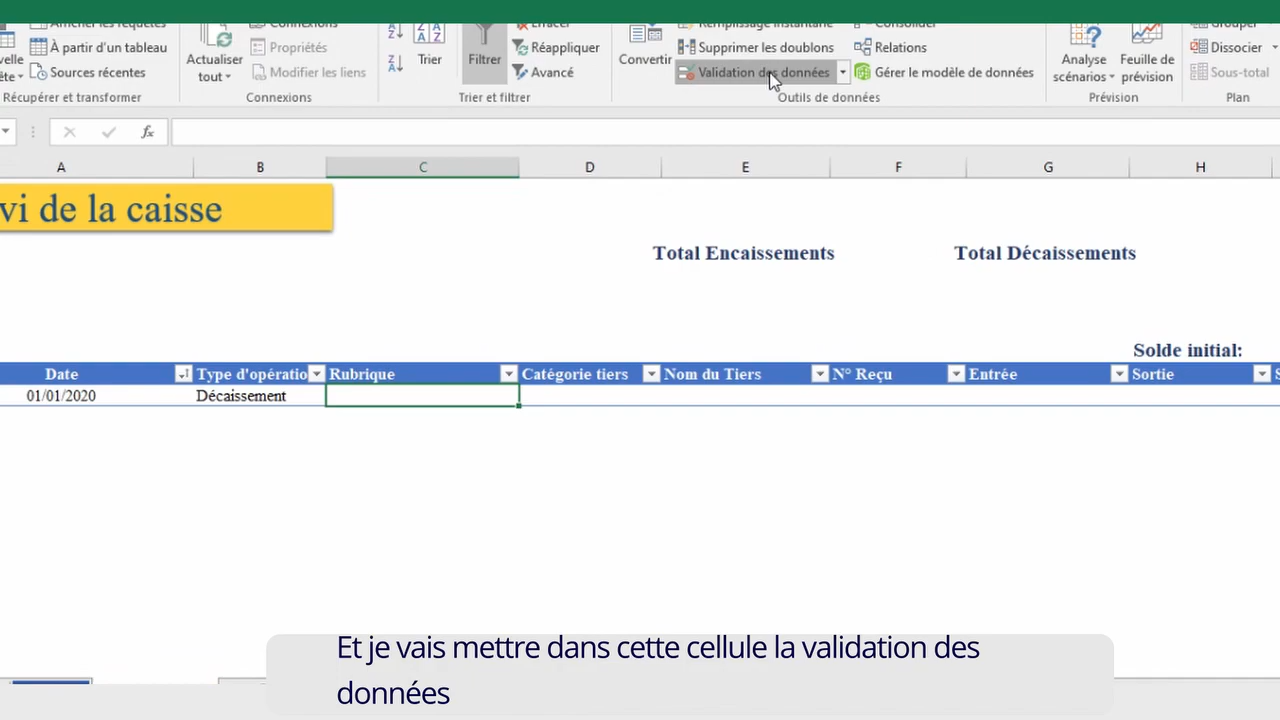 Afficher les requêtes
Connexions
Effacer
Remplissage instantané
Consolider
Grouper
À partir d'un tableau
Propriétés
Trier
Filtrer
Réappliquer
Convertir
Supprimer les doublons
Relations
Analyse
scénarios
Feuille de
prévision
Dissocier
Sources récentes
Actualiser
tout
Modifier les liens
Avancé
Validation des données
Gérer le modèle de données
Sous-total
Récupérer et transformer
Connexions
Trier et filtrer
Outils de données
Prévision
Plan
fx
A B C D E F G H
vi de la caisse
Total Encaissements Total Décaissements
Solde initial:
Date Type d'opératio Rubrique Catégorie tiers Nom du Tiers N° Reçu Entrée Sortie S
01/01/2020 Décaissement
Et je vais mettre dans cette cellule la validation des
données